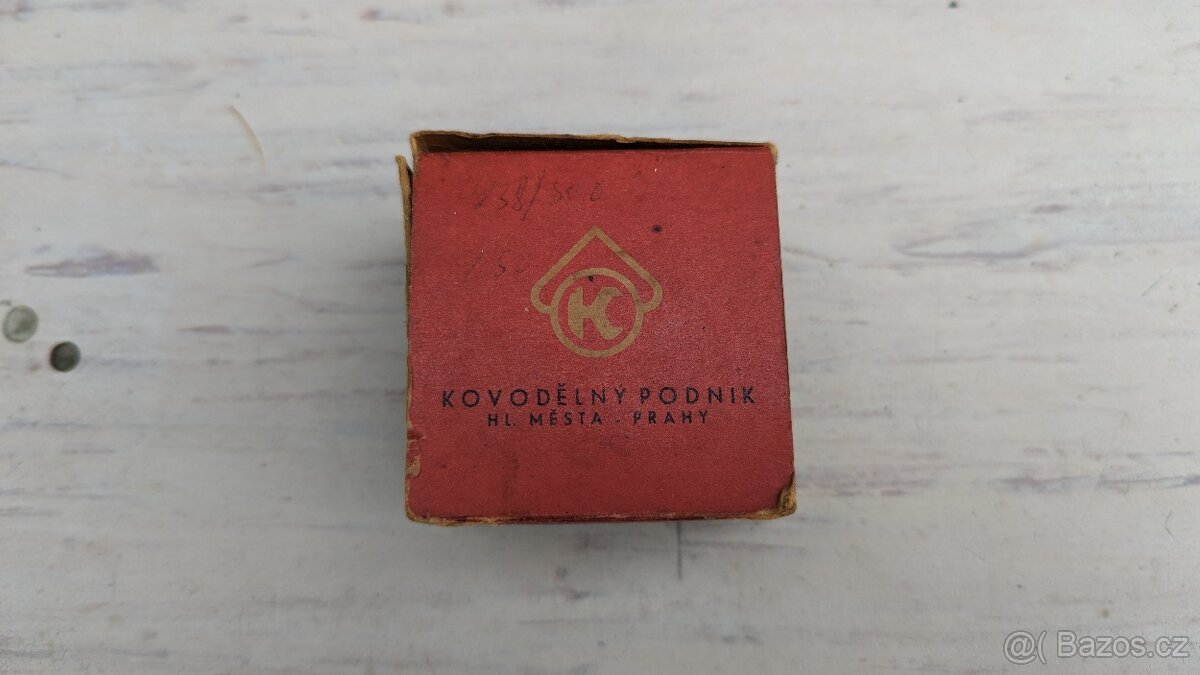 K
KOVODĚLNÝ PODNIK
HL. MĚSTA - PRAHY
@( Bazos.cz